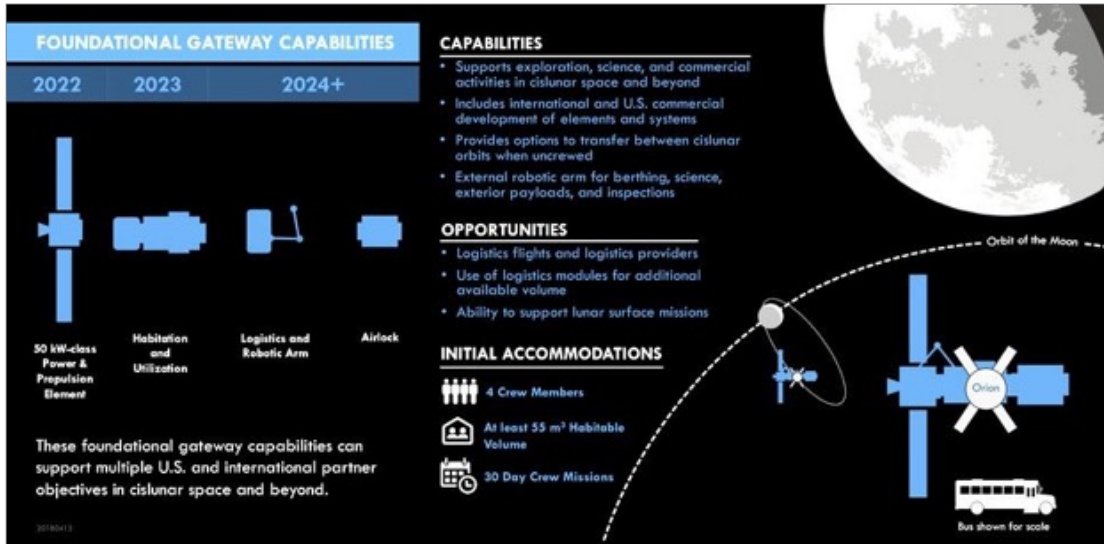 FOUNDATIONAL GATEWAY CAPABILITIES
2022 2023 2024+
50 kW-class
Power &
Propulsion
Element
Habitation
and
Utilization
Logistics and
Robotic Arm
Airlock
These foundational gateway capabilities can
support multiple U.S. and international partner
objectives in cislunar space and beyond.
20180413
CAPABILITIES
• Supports exploration, science, and commercial
activities in cislunar space and beyond
• Includes international and U.S. commercial
development of elements and systems
• Provides options to transfer between cislunar
orbits when uncrewed
• External robotic arm for berthing, science,
exterior payloads, and inspections
OPPORTUNITIES
• Logistics flights and logistics providers
• Use of logistics modules for additional
available volume
• Ability to support lunar surface missions
INITIAL ACCOMMODATIONS
4 Crew Members
At least 55 m³ Habitable
Volume
30 Day Crew Missions
Orbit of the Moon
Orion
Bus shown for scale